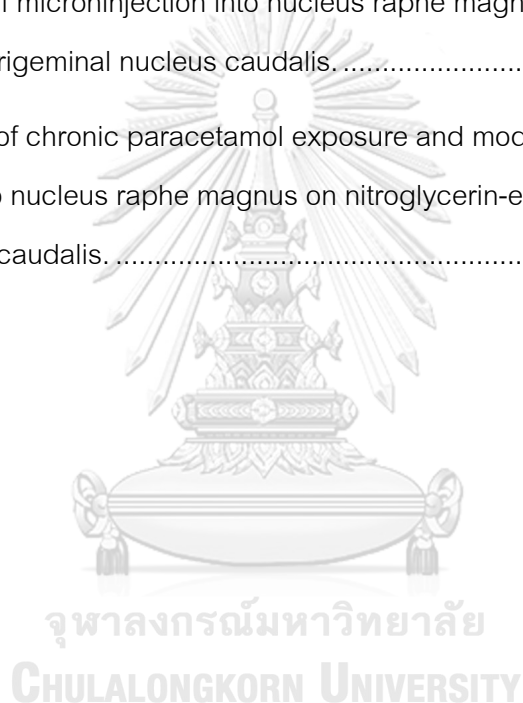 microinjection into nucleus raphe magn
rigeminal nucleus caudalis. ......................
of chronic paracetamol exposure and mod
nucleus raphe magnus on nitroglycerin-e
caudalis. .......................................................
จุฬาลงกรณ์มหาวิทยาลัย
CHULALONGKORN UNIVERSITY